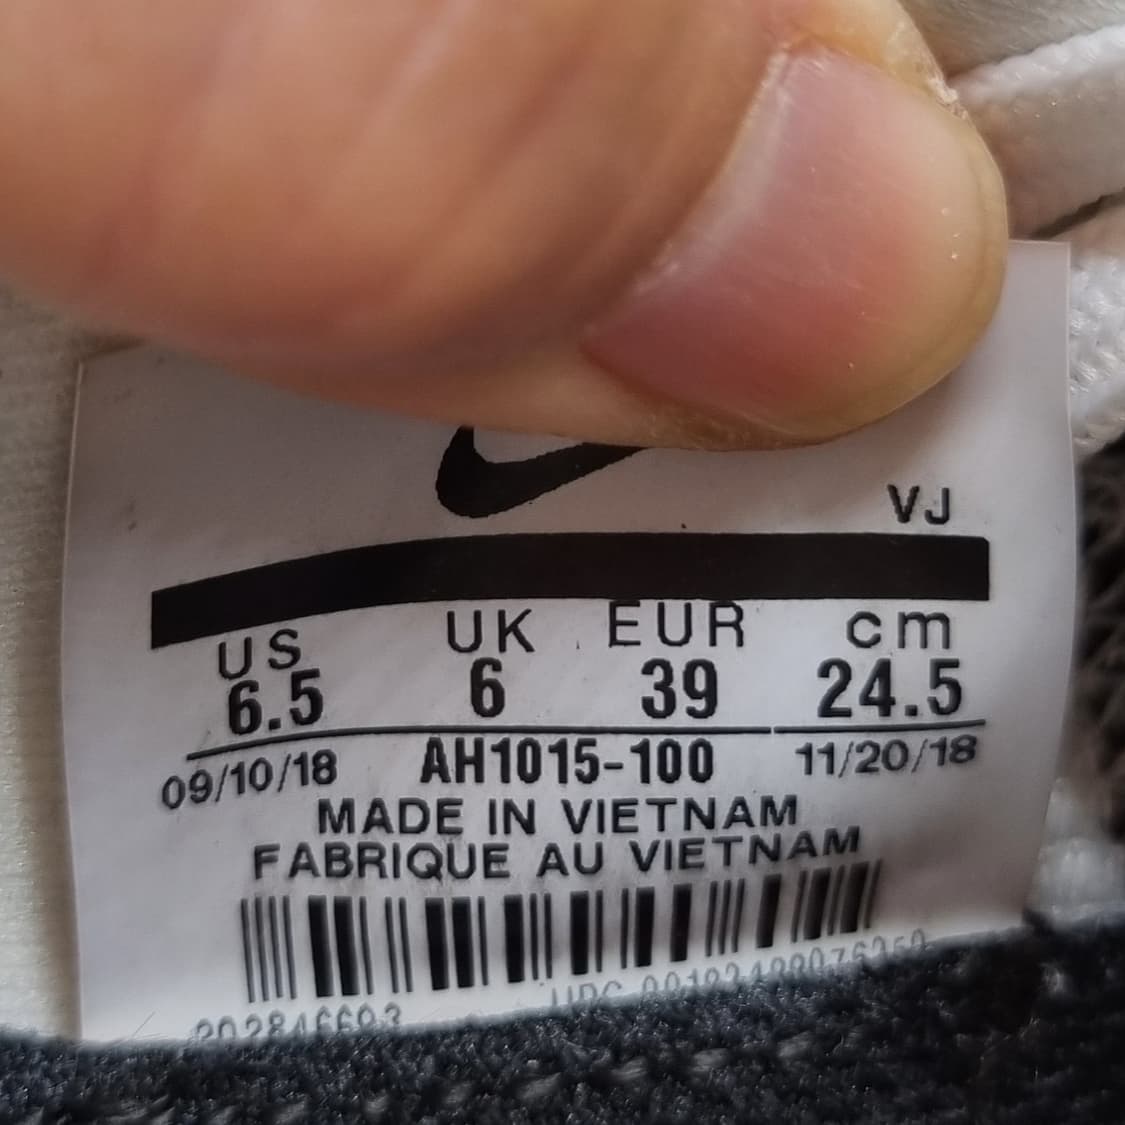 VJ
US UK EUR cm
6.5 6 39 24.5
09/10/18 AH1015-100 11/20/18
MADE IN VIETNAM
FABRIQUE AU VIETNAM